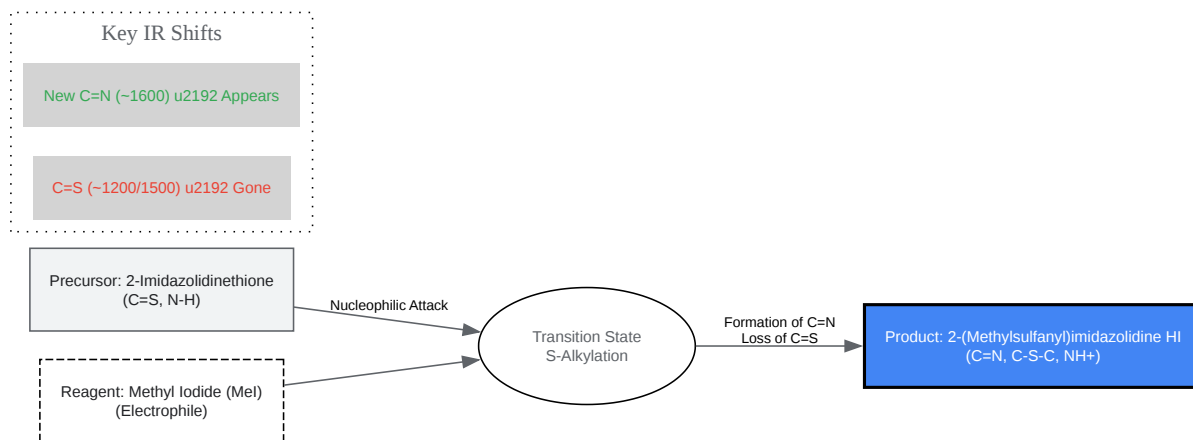 Key IR Shifts
New C=N (~1600) u2192 Appears
C=S (~1200/1500) u2192 Gone
Precursor: 2-Imidazolidinethione
(C=S, N-H)
Nucleophilic Attack
Reagent: Methyl Iodide (MeI)
(Electrophile)
Transition State
S-Alkylation
Formation of C=N
Loss of C=S
Product: 2-(Methylsulfanyl)imidazolidine HI
(C=N, C-S-C, NH+)